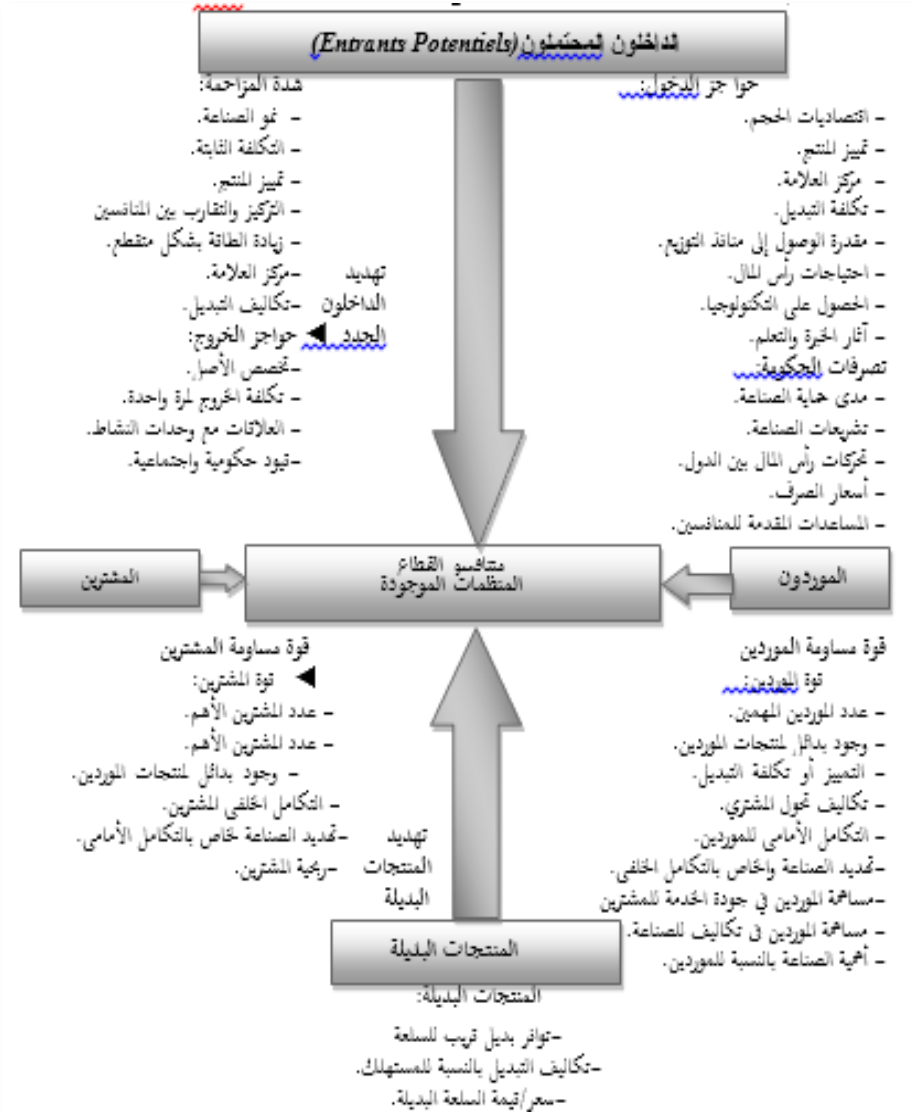 الداخلون المحتملون(Entrants Potentiels)
حوا جز الدخول:
- اقتصاديات الحجم.
- تمييز المنتج.
- مركز العلامة.
- تكلفة التبديل.
- مقدرة الوصول إلى منافذ التوزيع.
- احتياجات رأس المال.
- الحصول على التكنولوجيا.
- آثار الخبرة والتعلم.
تصرفات الحكومة:
- مدى حماية الصناعة.
- تشريعات الصناعة.
- تحركات رأس المال بين الدول.
- أسعار الصرف.
- المساعدات المقدمة للمنافسين.
شدة المزاحمة:
- نمو الصناعة.
- التكلفة الثابتة.
- تمييز المنتج.
- التركيز والتقارب بين المنافسين
- زيادة الطاقة بشكل متقطع.
-مركز العلامة.
-تكاليف التبديل.
حواجز الخروج:
-تخصص الأصل.
- تكلفة الخروج لمرة واحدة.
- العلاقات مع وحدات النشاط.
-قيود حكومية واجتماعية.
تهديد
الداخلون
الجدد
الموردون
متنافسو القطاع
المنظمات الموجودة
المشترين
قوة مساومة الموردين
قوة الموردين:
- عدد الموردين المهمين.
- وجود بدائل لمنتجات الموردين.
- التمييز أو تكلفة التبديل.
- تكاليف تحول المشتري.
- التكامل الأمامي للموردين.
-تهديد الصناعة والخاص بالتكامل الخلفي.
-مساهمة الموردين في جودة الخدمة للمشترين
- مساهمة الموردين في تكاليف للصناعة.
- أهمية الصناعة بالنسبة للموردين.
قوة مساومة المشترين
قوة المشترين:
- عدد المشترين الأهم.
- عدد المشترين الأهم.
- وجود بدائل لمنتجات الموردين.
- التكامل الخلفي المشترين.
-تهديد الصناعة خاص بالتكامل الأمامي.
-ربحية المشترين.
تهديد
المنتجات
البديلة
المنتجات البديلة
المنتجات البديلة:
-توافر بديل قريب للسلعة
-تكاليف التبديل بالنسبة للمستهلك.
-سعر/قيمة السلعة البديلة.